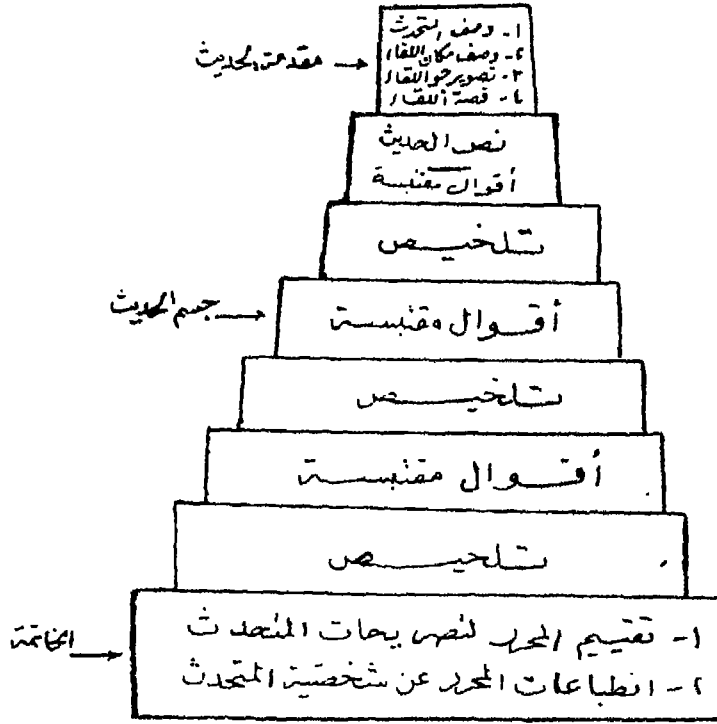 ١- وصف المتحدث
٢- وصف مكان اللقاء
٣- تصوير جو اللقاء
٤- قصة اللقاء
مقدمة الحديث
نص الحديث
أقوال مقتبسة
تلخيص
أقوال مقتبسة
جسم الحديث
تلخيص
أقوال مقتبسة
تلخيص
١- تقييم المحرر لتصريحات المتحدث
٢- انطباعات المحرر عن شخصية المتحدث
الخاتمة